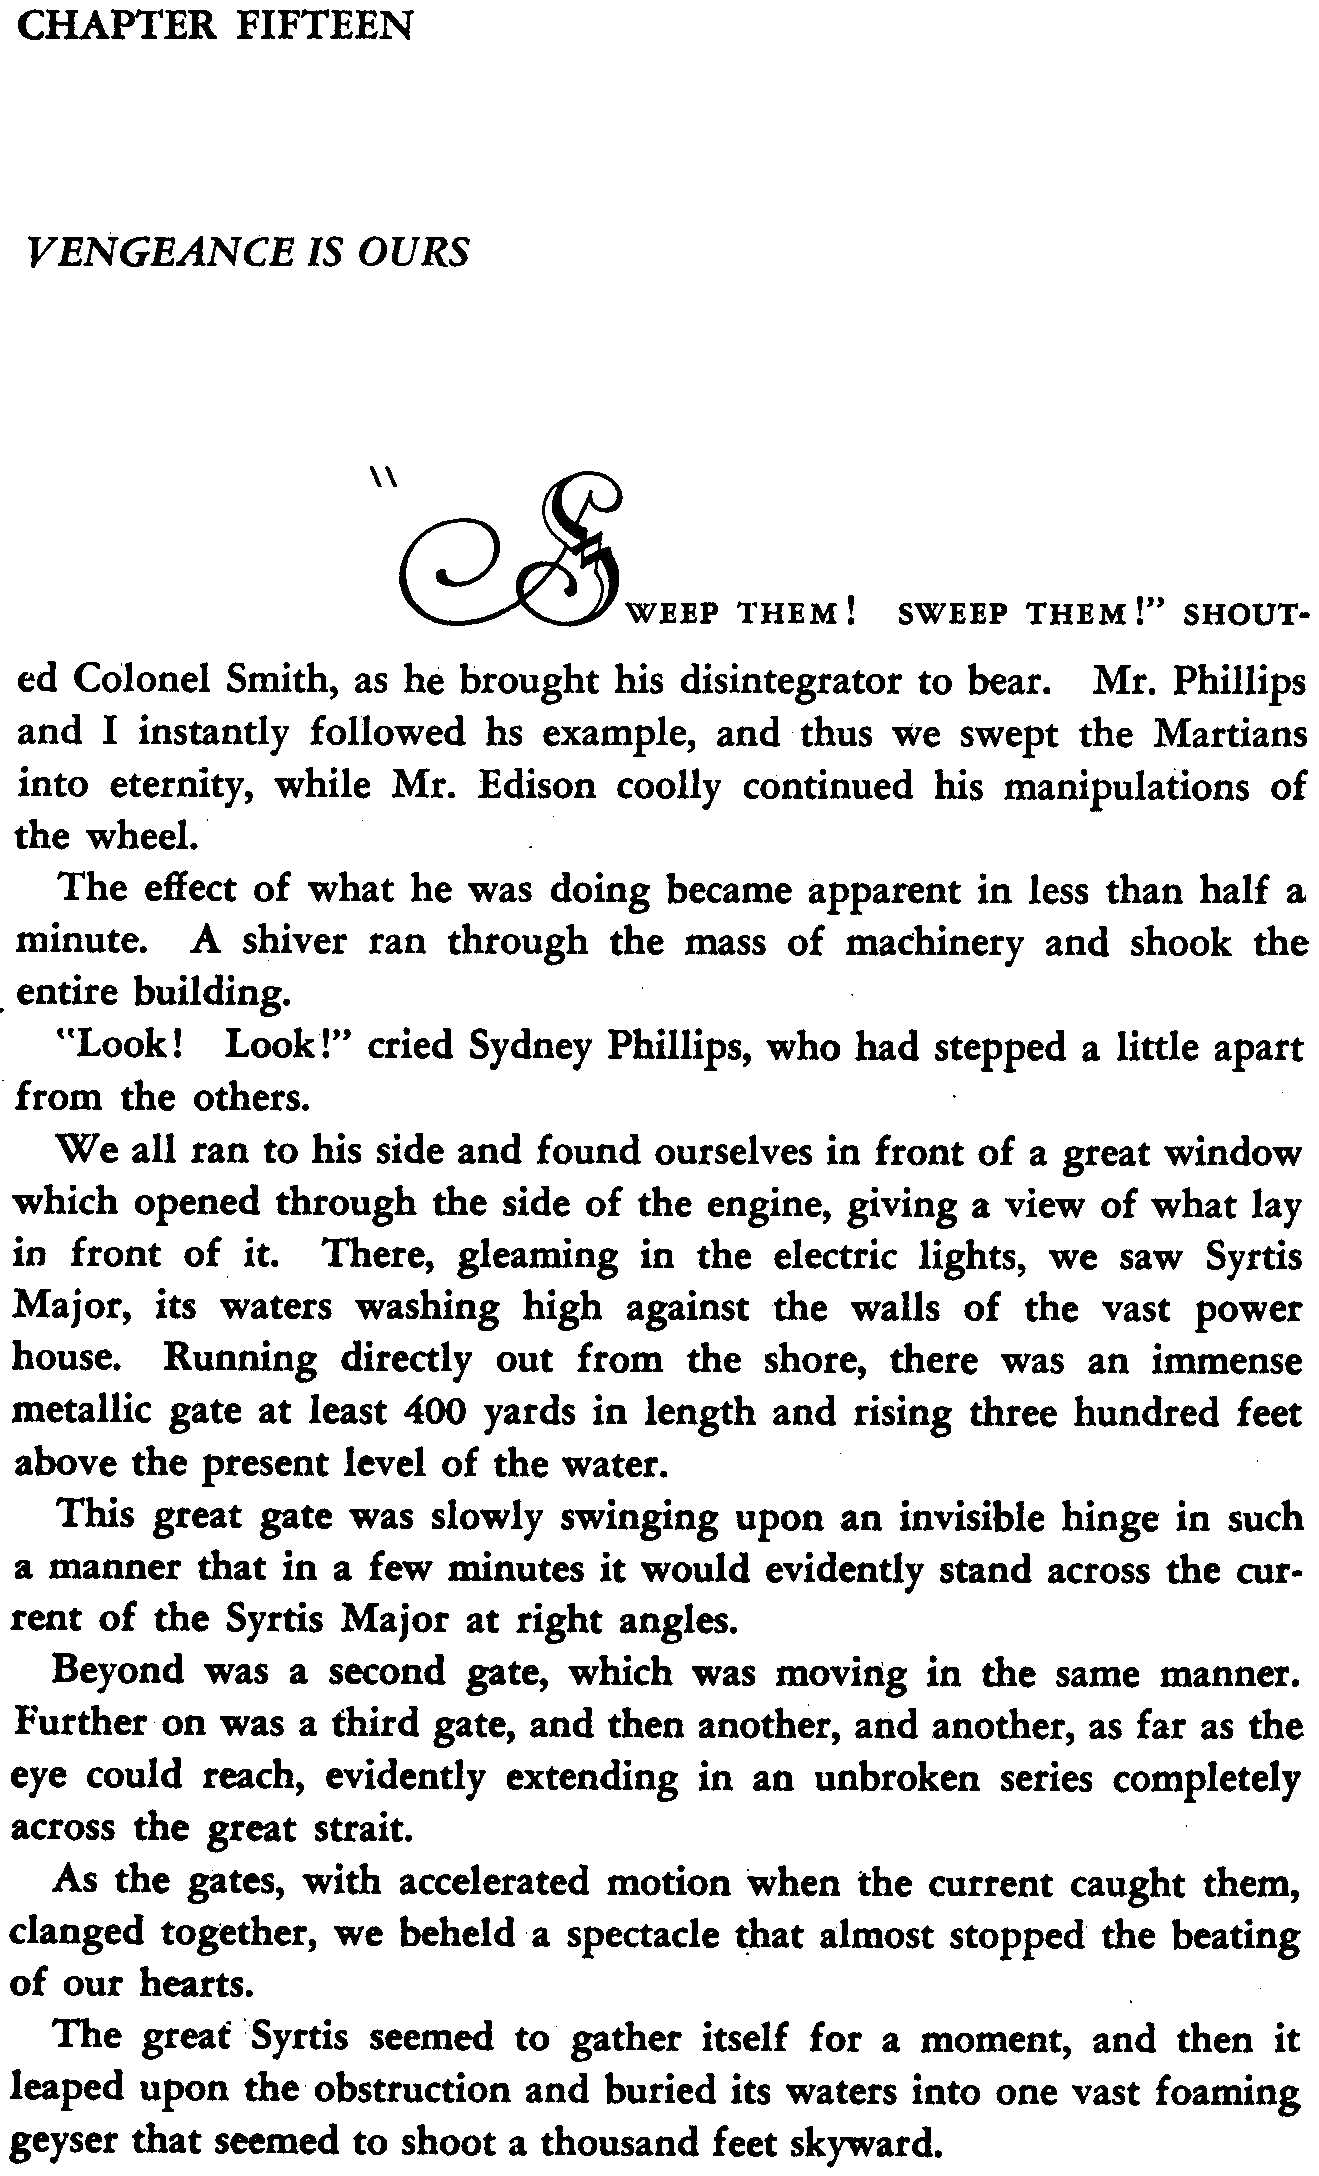 CHAPTER FIFTEEN
VENGEANCE IS OURS
"SWEEP THEM! SWEEP THEM!" SHOUT-
ed Colonel Smith, as he brought his disintegrator to bear. Mr. Phillips
and I instantly followed hs example, and thus we swept the Martians
into eternity, while Mr. Edison coolly continued his manipulations of
the wheel.
The effect of what he was doing became apparent in less than half a
minute. A shiver ran through the mass of machinery and shook the
entire building.
"Look! Look!" cried Sydney Phillips, who had stepped a little apart
from the others.
We all ran to his side and found ourselves in front of a great window
which opened through the side of the engine, giving a view of what lay
in front of it. There, gleaming in the electric lights, we saw Syrtis
Major, its waters washing high against the walls of the vast power
house. Running directly out from the shore, there was an immense
metallic gate at least 400 yards in length and rising three hundred feet
above the present level of the water.
This great gate was slowly swinging upon an invisible hinge in such
a manner that in a few minutes it would evidently stand across the cur-
rent of the Syrtis Major at right angles.
Beyond was a second gate, which was moving in the same manner.
Further on was a third gate, and then another, and another, as far as the
eye could reach, evidently extending in an unbroken series completely
across the great strait.
As the gates, with accelerated motion when the current caught them,
clanged together, we beheld a spectacle that almost stopped the beating
of our hearts.
The great Syrtis seemed to gather itself for a moment, and then it
leaped upon the obstruction and buried its waters into one vast foaming
geyser that seemed to shoot a thousand feet skyward.